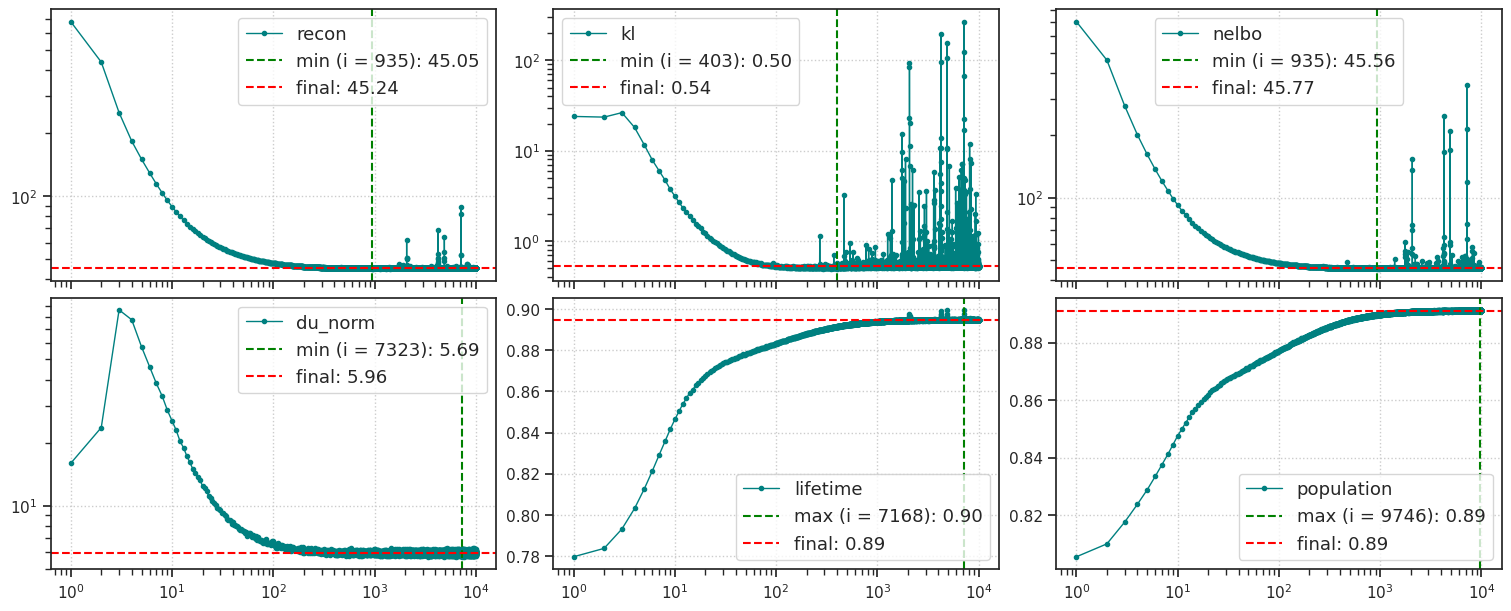 recon
min (i = 935): 45.05
final: 45.24
10²
kl
min (i = 403): 0.50
final: 0.54
10²
10¹
10⁰
nelbo
min (i = 935): 45.56
final: 45.77
10²
du_norm
min (i = 7323): 5.69
final: 5.96
10¹
10⁰ 10¹ 10² 10³ 10⁴
0.90
0.88
0.86
0.84
0.82
0.80
0.78
lifetime
max (i = 7168): 0.90
final: 0.89
10⁰ 10¹ 10² 10³ 10⁴
0.88
0.86
0.84
0.82
population
max (i = 9746): 0.89
final: 0.89
10⁰ 10¹ 10² 10³ 10⁴